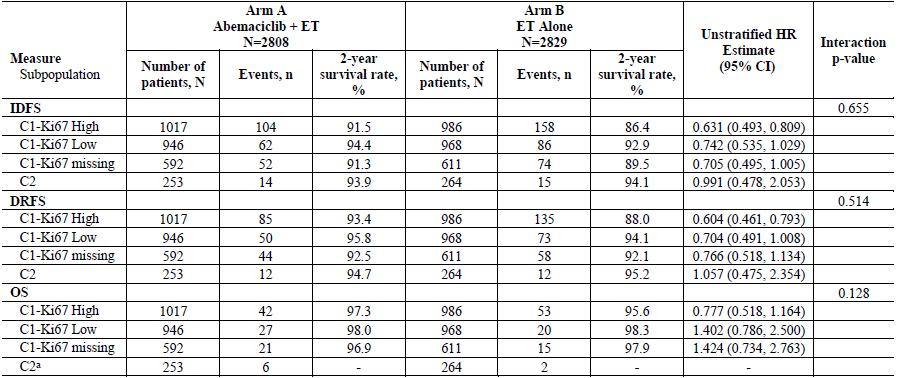 Measure
Subpopulation
Arm A
Abemaciclib + ET
N=2808
Arm B
ET Alone
N=2829
Unstratified HR
Estimate
(95% CI)
Interaction
p-value
Number of
patients, N
Events, n
2-year
survival rate,
%
Number of
patients, N
Events, n
2-year
survival rate,
%
IDFS 0.655
C1-Ki67 High 1017 104 91.5 986 158 86.4 0.631 (0.493, 0.809)
C1-Ki67 Low 946 62 94.4 968 86 92.9 0.742 (0.535, 1.029)
C1-Ki67 missing 592 52 91.3 611 74 89.5 0.705 (0.495, 1.005)
C2 253 14 93.9 264 15 94.1 0.991 (0.478, 2.053)
DRFS 0.514
C1-Ki67 High 1017 85 93.4 986 135 88.0 0.604 (0.461, 0.793)
C1-Ki67 Low 946 50 95.8 968 73 94.1 0.704 (0.491, 1.008)
C1-Ki67 missing 592 44 92.5 611 58 92.1 0.766 (0.518, 1.134)
C2 253 12 94.7 264 12 95.2 1.057 (0.475, 2.354)
OS 0.128
C1-Ki67 High 1017 42 97.3 986 53 95.6 0.777 (0.518, 1.164)
C1-Ki67 Low 946 27 98.0 968 20 98.3 1.402 (0.786, 2.500)
C1-Ki67 missing 592 21 96.9 611 15 97.9 1.424 (0.734, 2.763)
C2ᵃ 253 6 - 264 2 - -